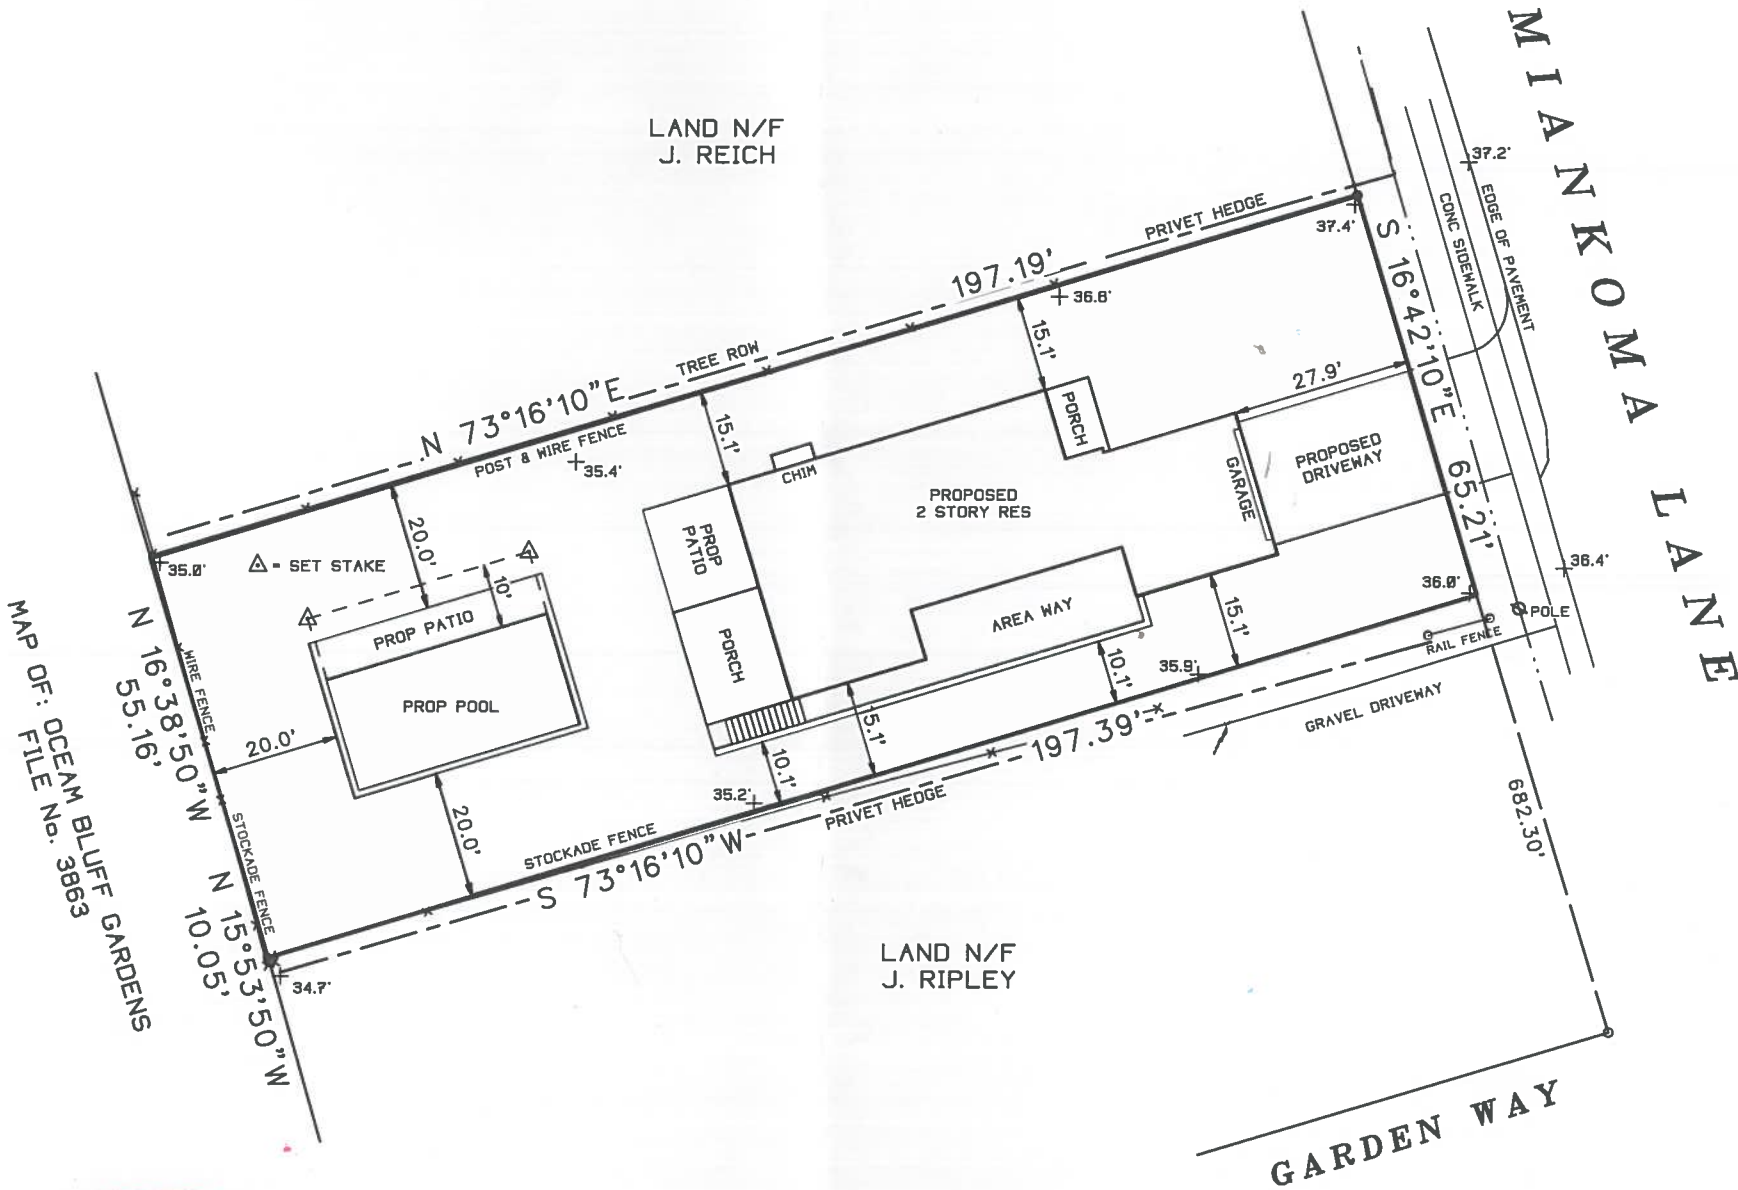 MIANKOMA LANE
LAND N/F
J. REICH
37.2'
EDGE OF PAVEMENT
CONC SIDEWALK
PRIVET HEDGE
37.4'
S 16°42'10"E
65.21'
197.19'
36.8'
TREE ROW
N 73°16'10"E
POST & WIRE FENCE
35.4'
15.1'
15.1'
27.9'
PORCH
CHIM
PROPOSED
DRIVEWAY
GARAGE
PROPOSED
2 STORY RES
20.0'
35.0'
= SET STAKE
10'
PROP
PATIO
PROP PATIO
PORCH
AREA WAY
PROP POOL
36.4'
36.0'
POLE
RAIL FENCE
15.1'
35.9'
10.1'
GRAVEL DRIVEWAY
15.1'
10.1'
197.39'
35.2'
PRIVET HEDGE
20.0'
20.0'
STOCKADE FENCE
S 73°16'10"W
WIRE FENCE
N 16°38'50"W
55.16'
STOCKADE FENCE
N 15°53'50"W
10.05'
34.7'
MAP OF: OCEAM BLUFF GARDENS
FILE No. 3863
LAND N/F
J. RIPLEY
682.30'
GARDEN WAY